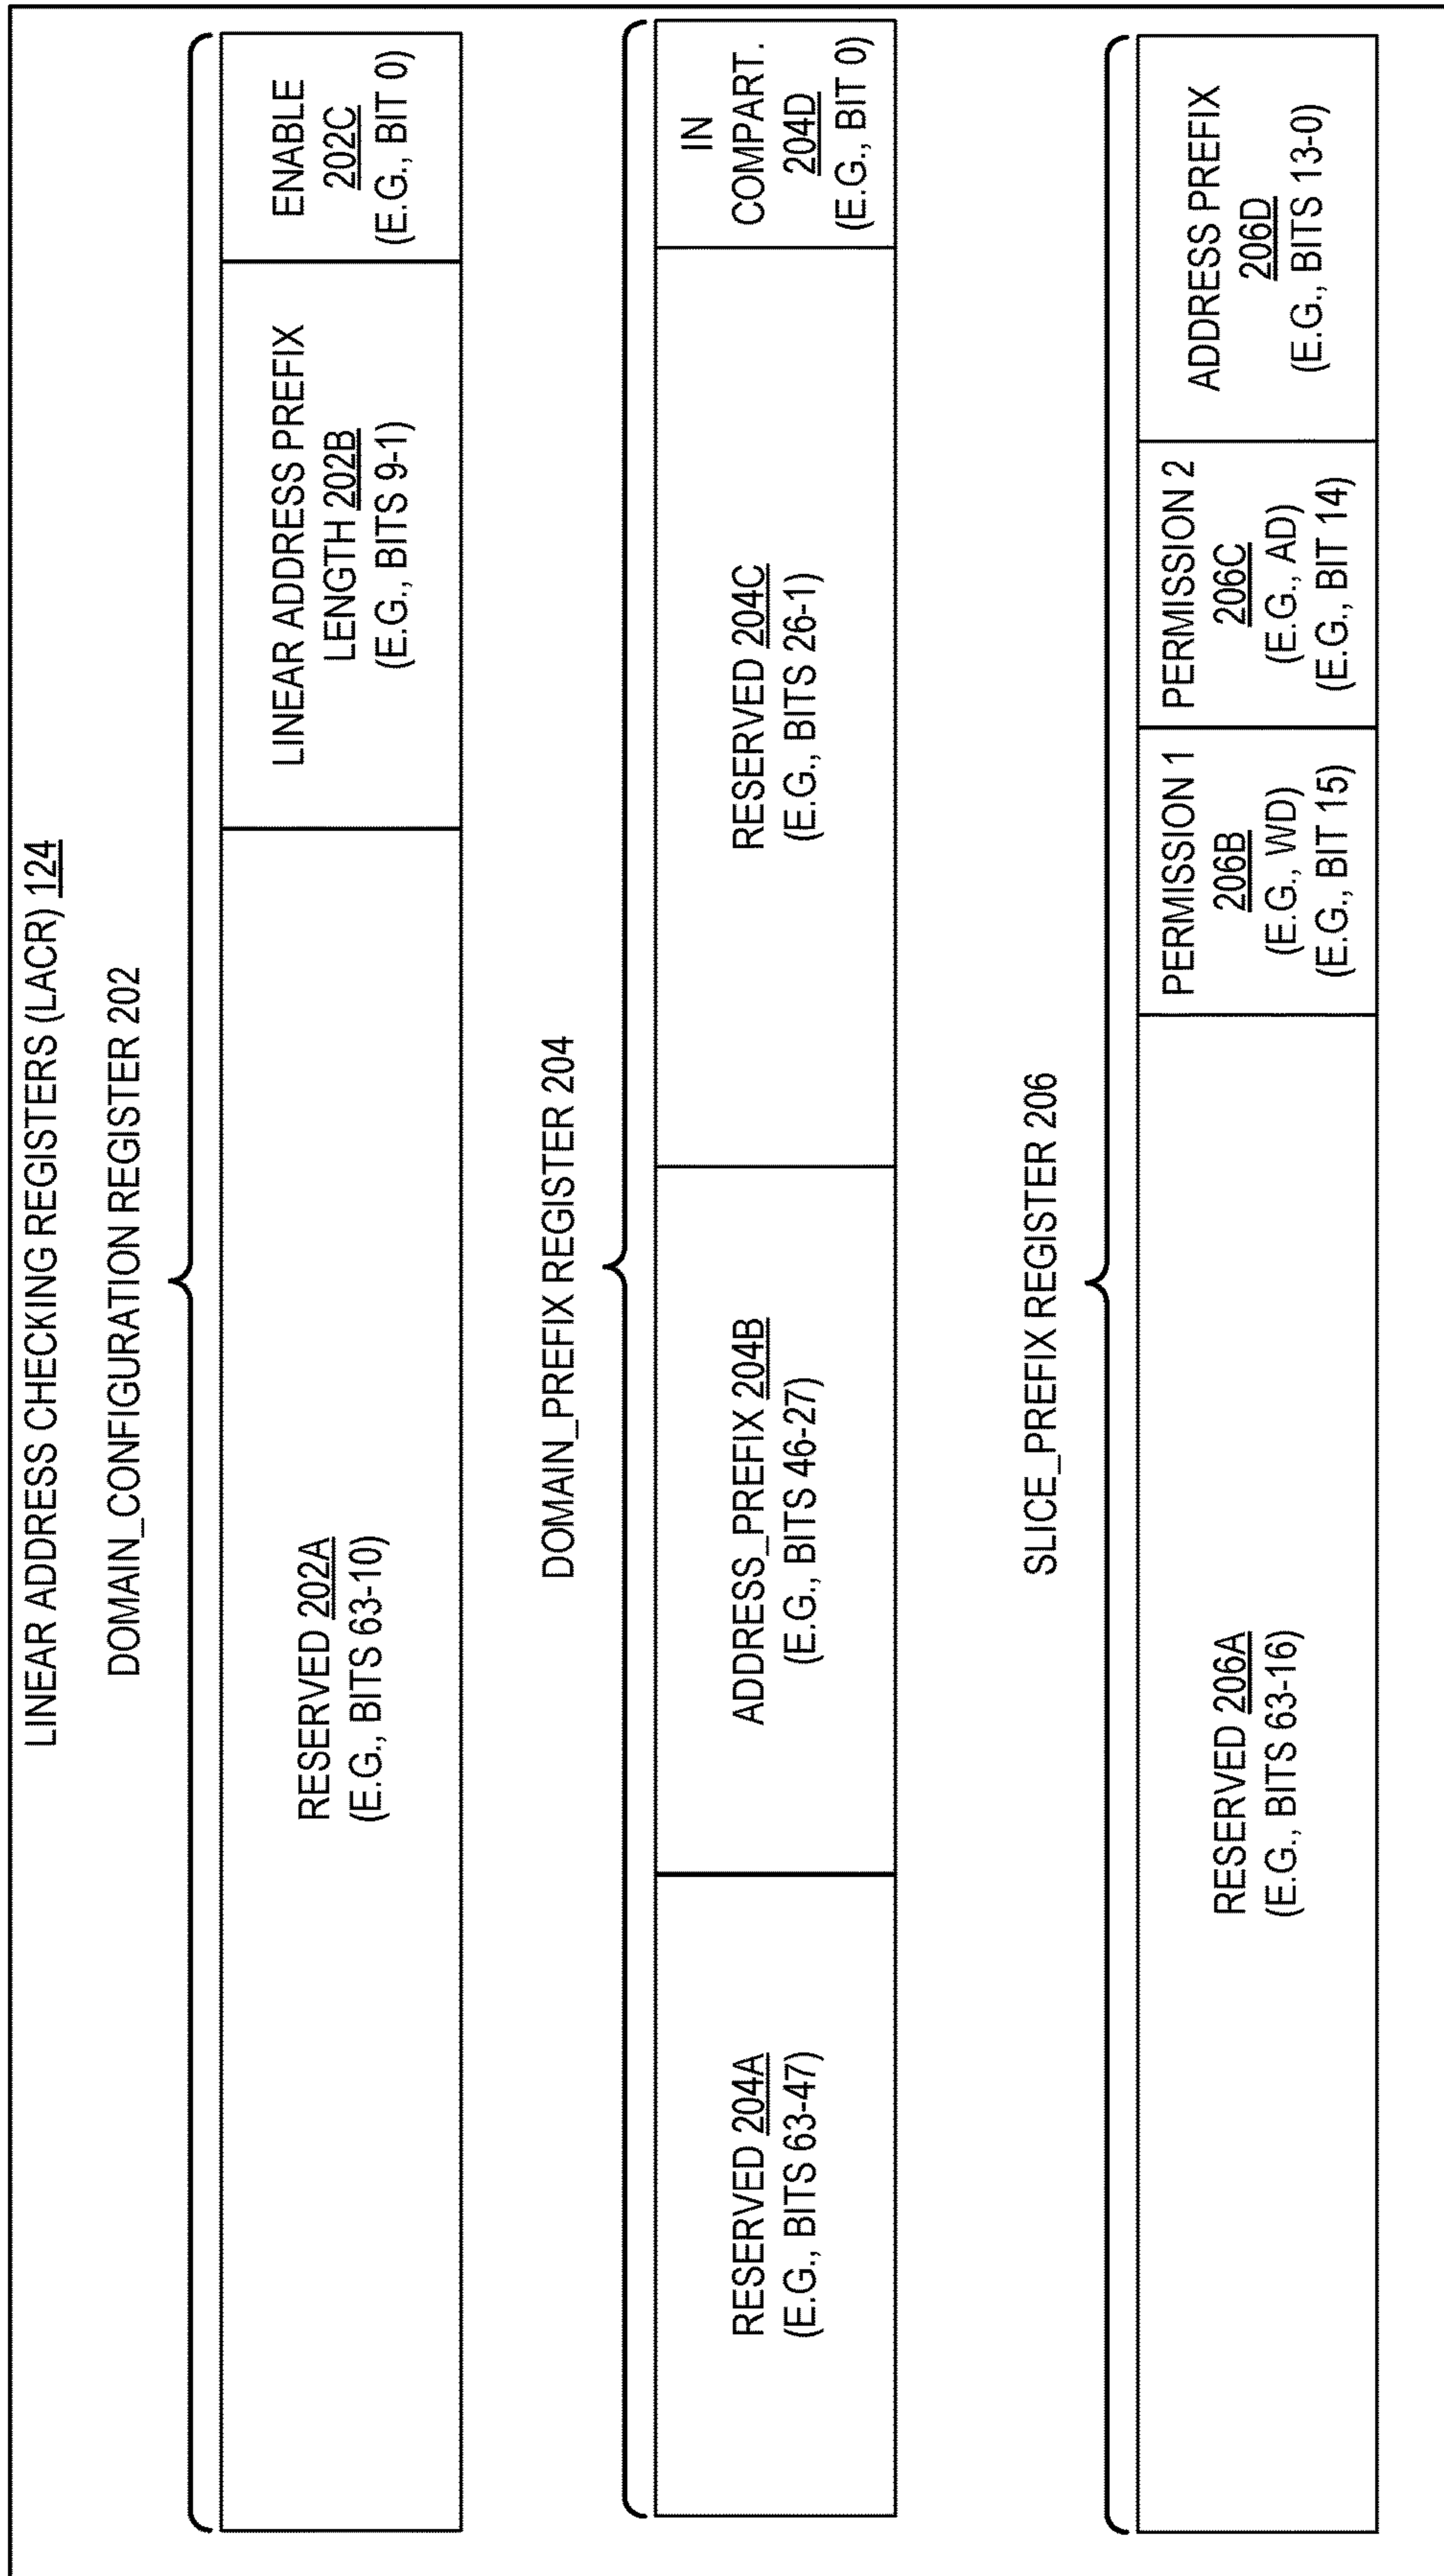 LINEAR ADDRESS CHECKING REGISTERS (LACR) 124
DOMAIN_CONFIGURATION REGISTER 202
RESERVED 202A
(E.G., BITS 63-10)
LINEAR ADDRESS PREFIX
LENGTH 202B
(E.G., BITS 9-1)
ENABLE
202C
(E.G., BIT 0)
DOMAIN_PREFIX REGISTER 204
RESERVED 204A
(E.G., BITS 63-47)
ADDRESS_PREFIX 204B
(E.G., BITS 46-27)
RESERVED 204C
(E.G., BITS 26-1)
IN
COMPART.
204D
(E.G., BIT 0)
SLICE_PREFIX REGISTER 206
RESERVED 206A
(E.G., BITS 63-16)
PERMISSION 1
206B
(E.G., WD)
(E.G., BIT 15)
PERMISSION 2
206C
(E.G., AD)
(E.G., BIT 14)
ADDRESS PREFIX
206D
(E.G., BITS 13-0)